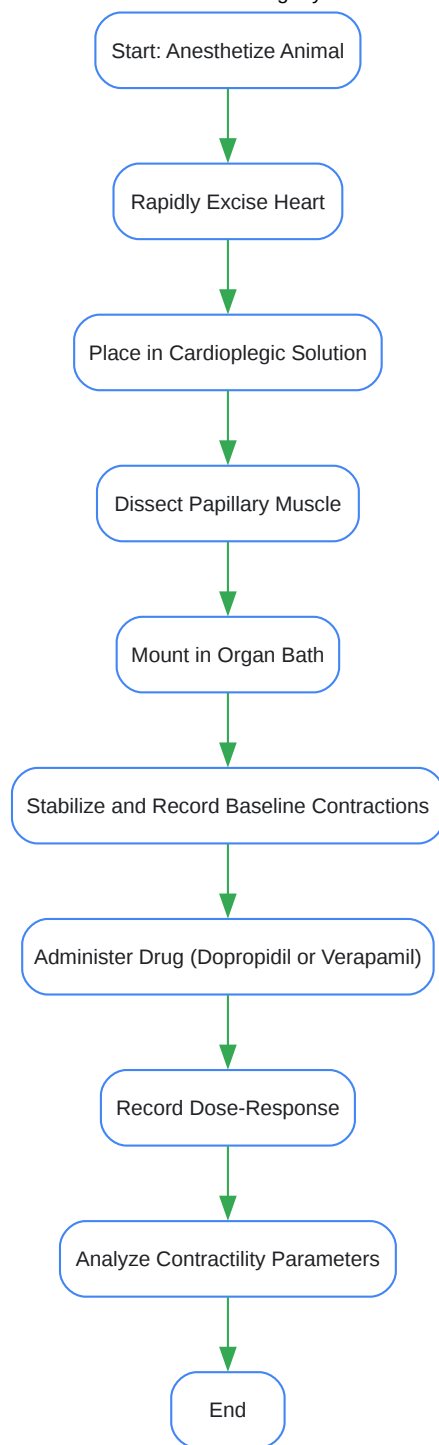 Start: Anesthetize Animal
Rapidly Excise Heart
Place in Cardioplegic Solution
Dissect Papillary Muscle
Mount in Organ Bath
Stabilize and Record Baseline Contractions
Administer Drug (Dopropidil or Verapamil)
Record Dose-Response
Analyze Contractility Parameters
End